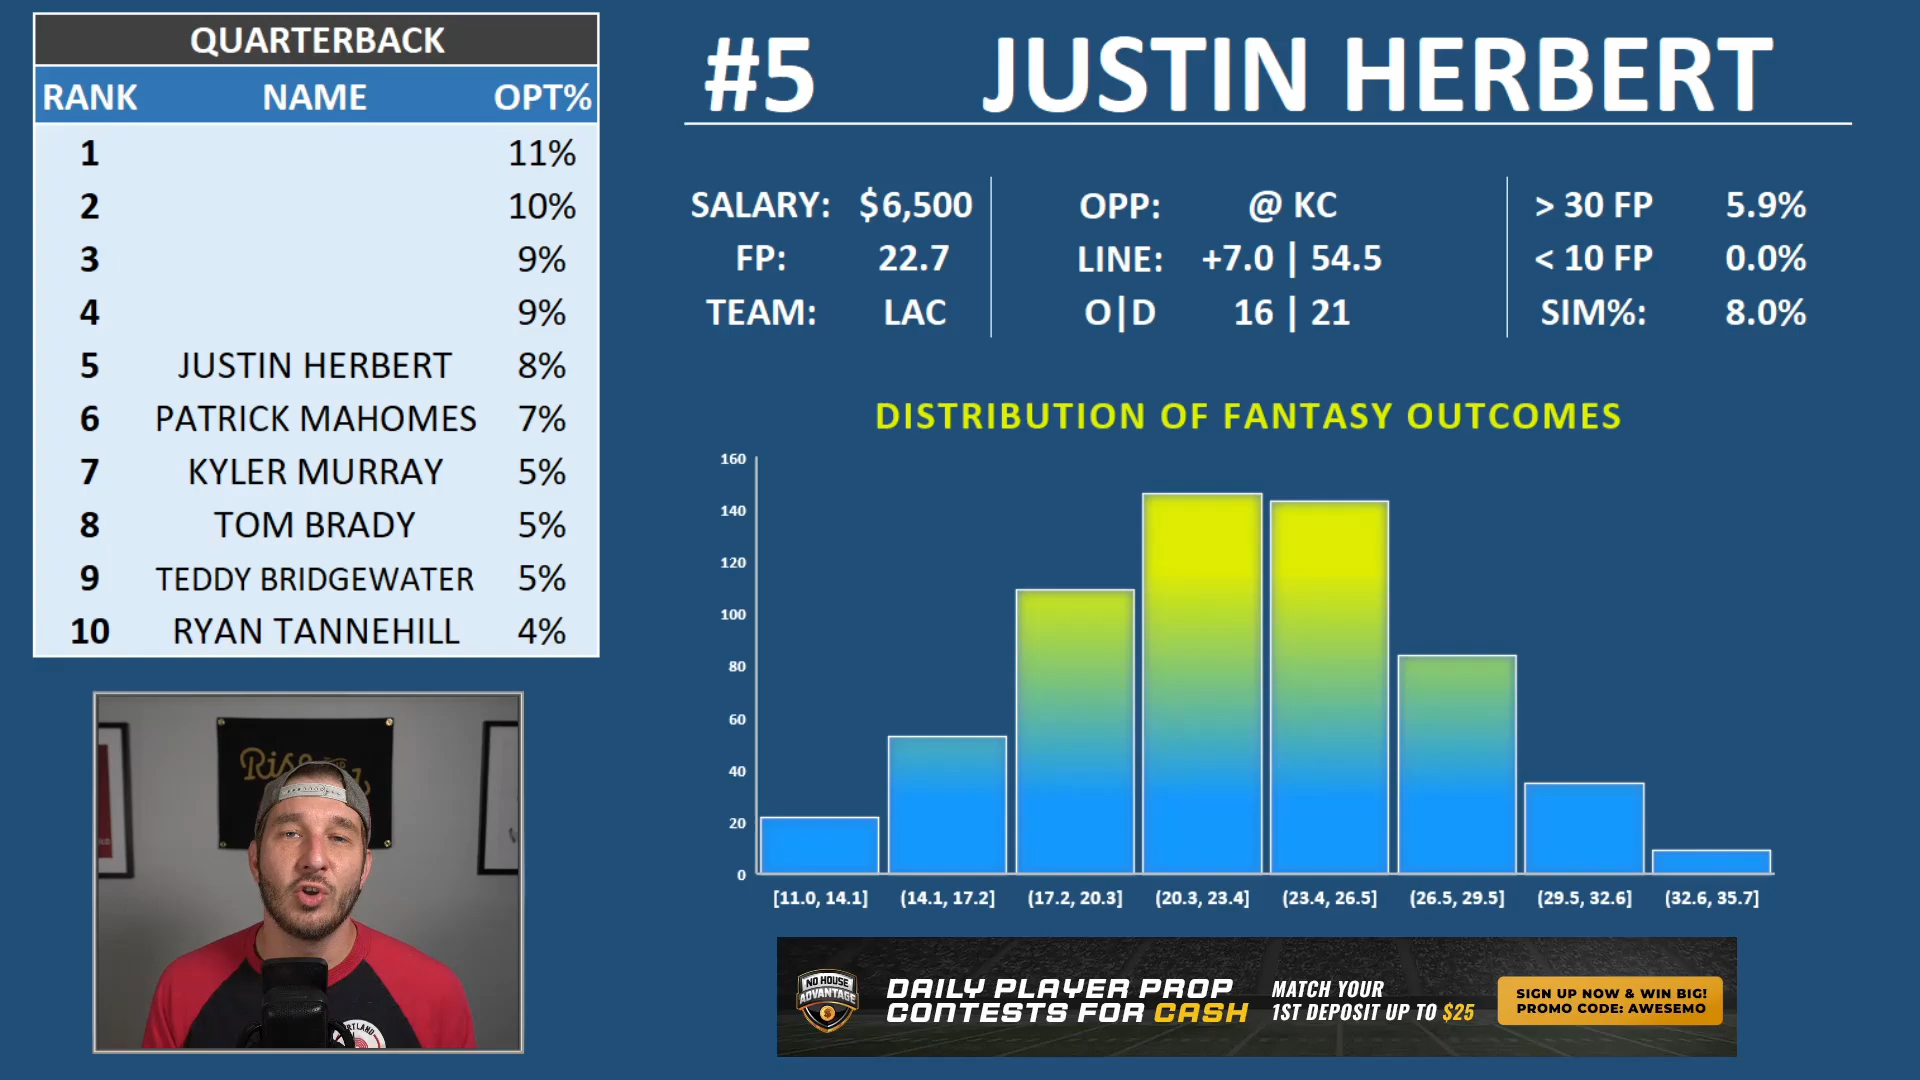 QUARTERBACK
RANK NAME OPT%
1 11%
2 10%
3 9%
4 9%
5 JUSTIN HERBERT 8%
6 PATRICK MAHOMES 7%
7 KYLER MURRAY 5%
8 TOM BRADY 5%
9 TEDDY BRIDGEWATER 5%
10 RYAN TANNEHILL 4%
#5 JUSTIN HERBERT
SALARY: $6,500 OPP: @ KC > 30 FP 5.9%
FP: 22.7 LINE: +7.0 | 54.5 < 10 FP 0.0%
TEAM: LAC O|D 16 | 21 SIM%: 8.0%
DISTRIBUTION OF FANTASY OUTCOMES
160
140
120
100
80
60
40
20
0
[11.0, 14.1] (14.1, 17.2] (17.2, 20.3] (20.3, 23.4] (23.4, 26.5] (26.5, 29.5] (29.5, 32.6] (32.6, 35.7]
Rise
NO HOUSE
ADVANTAGE
DAILY PLAYER PROP
CONTESTS FOR CASH
MATCH YOUR
1ST DEPOSIT UP TO $25
SIGN UP NOW & WIN BIG!
PROMO CODE: AWESEMO